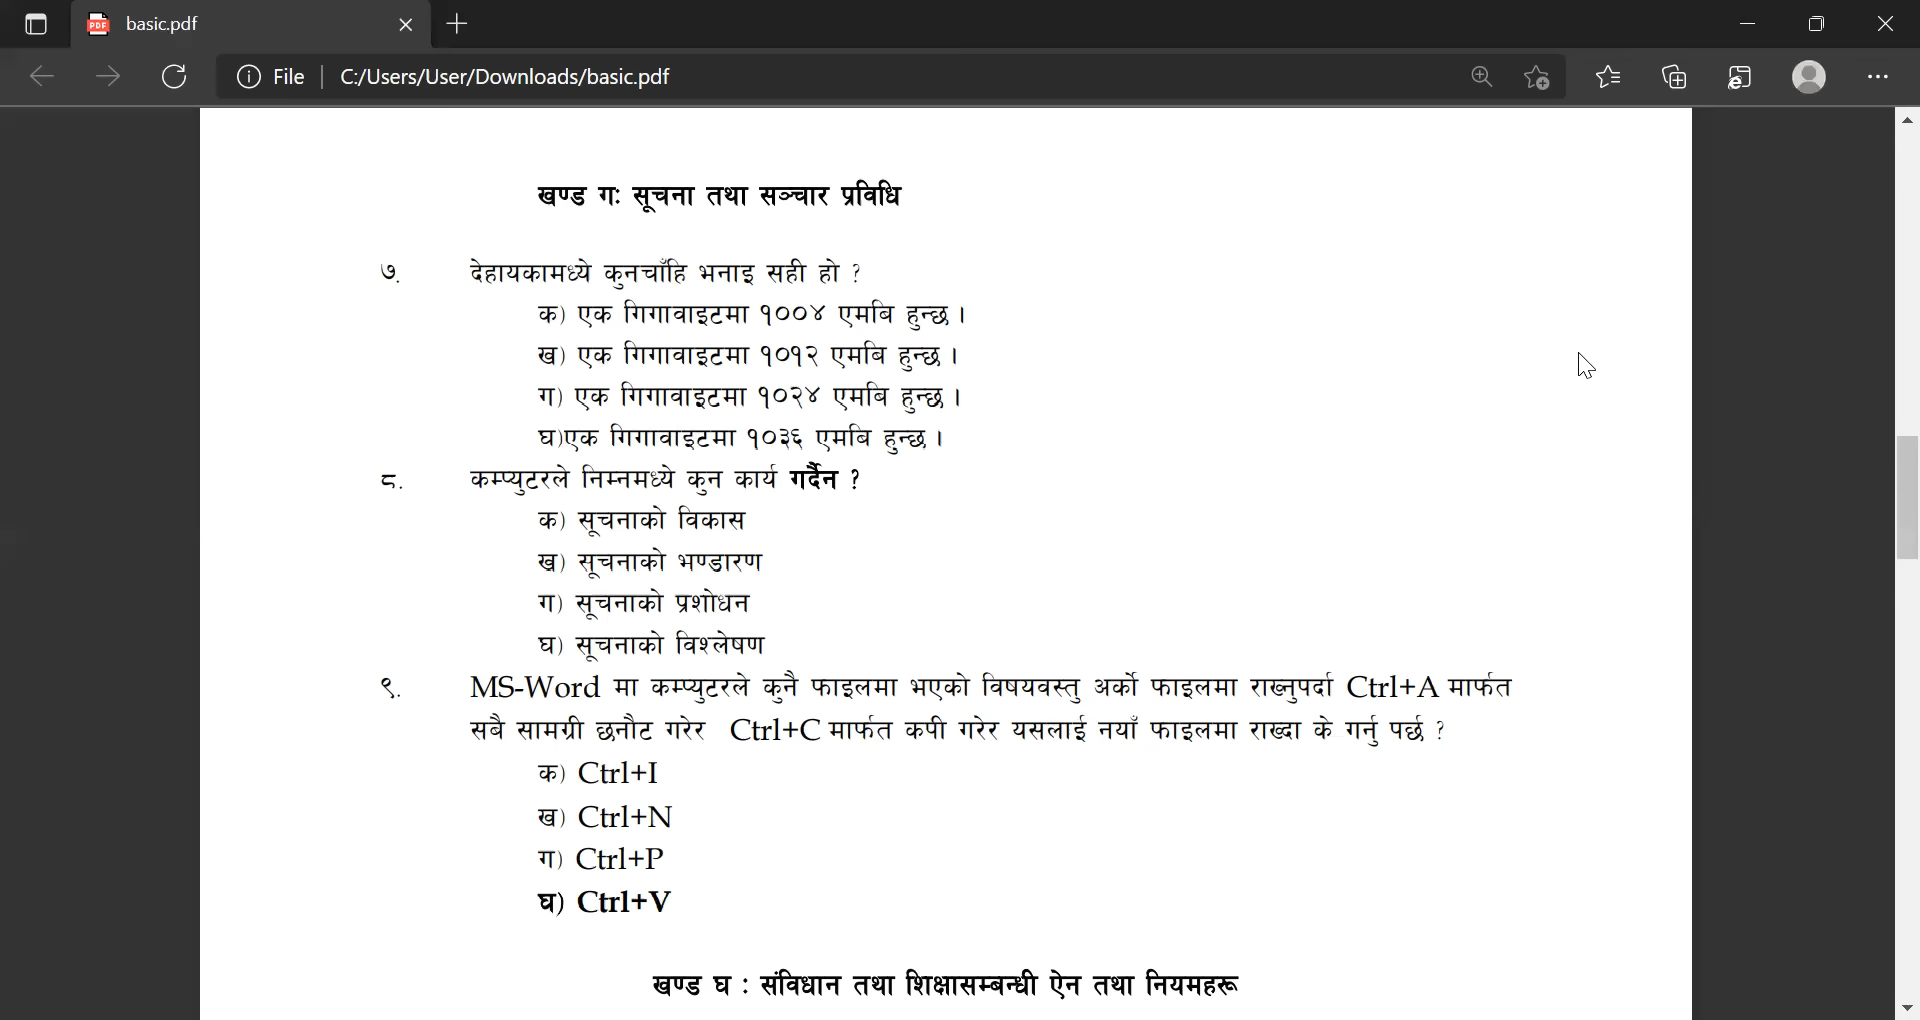 basic.pdf
File | C:/Users/User/Downloads/basic.pdf
खण्ड गः सूचना तथा सञ्चार प्रविधि
७. देहायकामध्ये कुनचाँहि भनाइ सही हो ?
क) एक गिगावाइटमा १००४ एमबि हुन्छ ।
ख) एक गिगावाइटमा १०१२ एमबि हुन्छ ।
ग) एक गिगावाइटमा १०२४ एमबि हुन्छ ।
घ)एक गिगावाइटमा १०३६ एमबि हुन्छ ।
८. कम्प्युटरले निम्नमध्ये कुन कार्य गर्दैन ?
क) सूचनाको विकास
ख) सूचनाको भण्डारण
ग) सूचनाको प्रशोधन
घ) सूचनाको विश्लेषण
९. MS-Word मा कम्प्युटरले कुनै फाइलमा भएको विषयवस्तु अर्को फाइलमा राख्नुपर्दा Ctrl+A मार्फत
सबै सामग्री छनौट गरेर Ctrl+C मार्फत कपी गरेर यसलाई नयाँ फाइलमा राख्दा के गर्नु पर्छ ?
क) Ctrl+I
ख) Ctrl+N
ग) Ctrl+P
घ) Ctrl+V
खण्ड घ : संविधान तथा शिक्षासम्बन्धी ऐन तथा नियमहरू